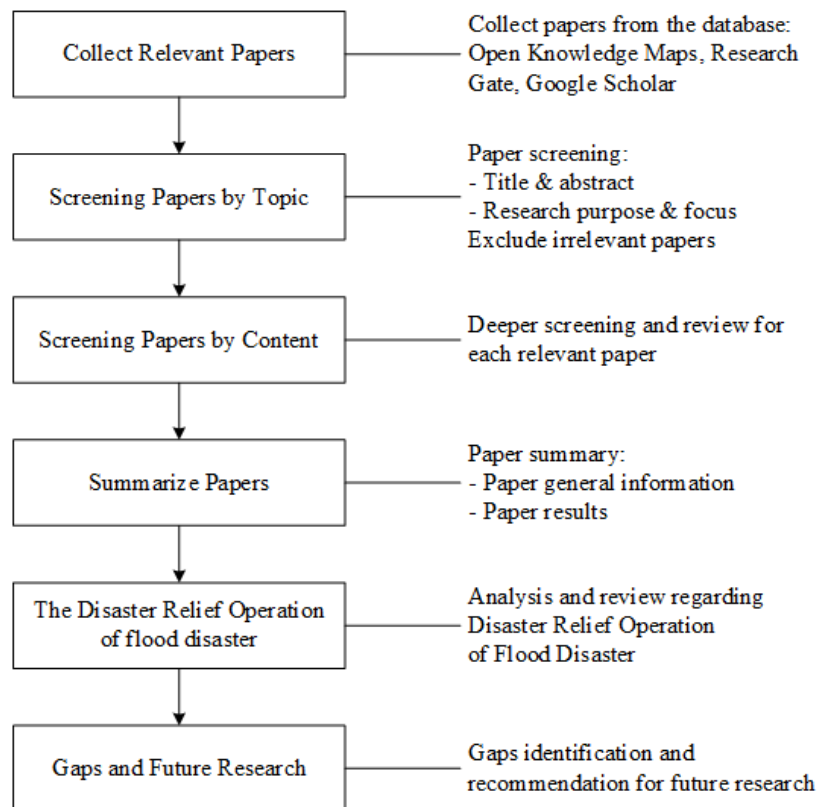 Collect Relevant Papers
Collect papers from the database:
Open Knowledge Maps, Research
Gate, Google Scholar
Screening Papers by Topic
Paper screening:
- Title & abstract
- Research purpose & focus
Exclude irrelevant papers
Screening Papers by Content
Deeper screening and review for
each relevant paper
Summarize Papers
Paper summary:
- Paper general information
- Paper results
The Disaster Relief Operation
of flood disaster
Analysis and review regarding
Disaster Relief Operation
of Flood Disaster
Gaps and Future Research
Gaps identification and
recommendation for future research